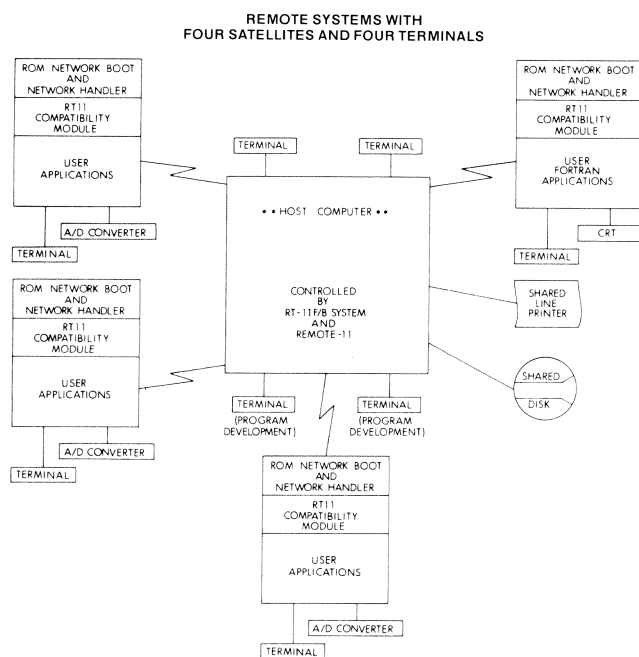 REMOTE SYSTEMS WITH
FOUR SATELLITES AND FOUR TERMINALS
ROM NETWORK BOOT
AND
NETWORK HANDLER
RT11
COMPATIBILITY
MODULE
USER
APPLICATIONS
A/D CONVERTER
TERMINAL
TERMINAL
TERMINAL
ROM NETWORK BOOT
AND
NETWORK HANDLER
RT11
COMPATIBILITY
MODULE
USER
FORTRAN
APPLICATIONS
CRT
TERMINAL
•• HOST COMPUTER ••
CONTROLLED
BY
RT-11F/B SYSTEM
AND
REMOTE-11
ROM NETWORK BOOT
AND
NETWORK HANDLER
RT11
COMPATIBILITY
MODULE
USER
APPLICATIONS
A/D CONVERTER
TERMINAL
SHARED
LINE
PRINTER
SHARED
DISK
TERMINAL
(PROGRAM
DEVELOPMENT)
TERMINAL
(PROGRAM
DEVELOPMENT)
ROM NETWORK BOOT
AND
NETWORK HANDLER
RT11
COMPATIBILITY
MODULE
USER
APPLICATIONS
A/D CONVERTER
TERMINAL